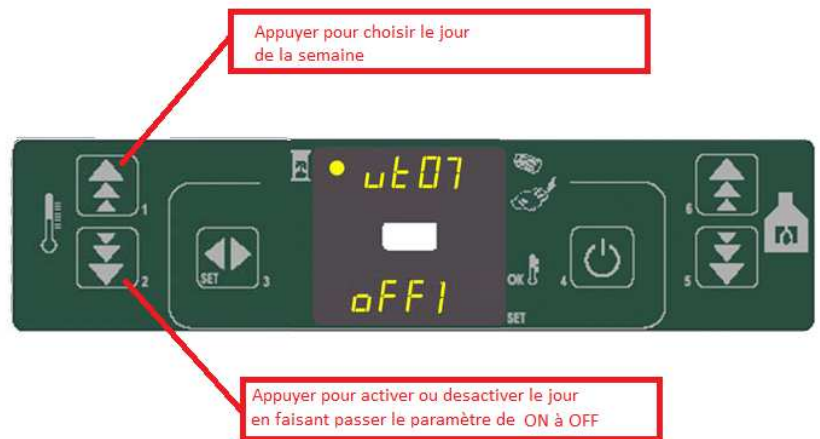 Appuyer pour choisir le jour
de la semaine
1
2
SET
3
ut07
oFF1
OK
SET
4
6
5
Appuyer pour activer ou desactiver le jour
en faisant passer le paramètre de ON à OFF